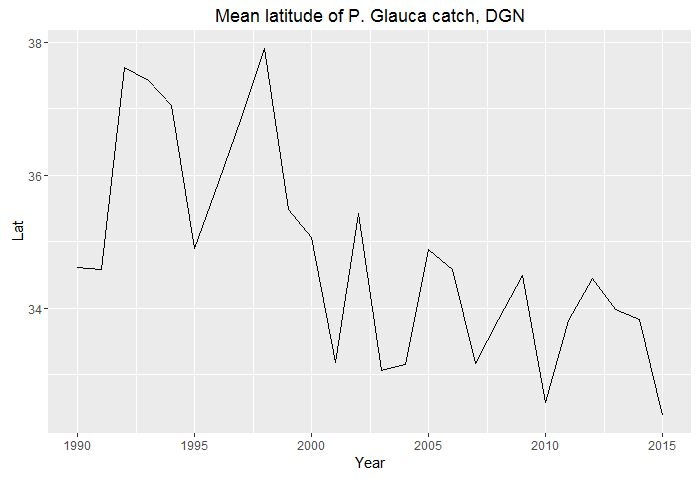 Mean latitude of P. Glauca catch, DGN
38
36
34
Lat
1990 1995 2000 2005 2010 2015
Year